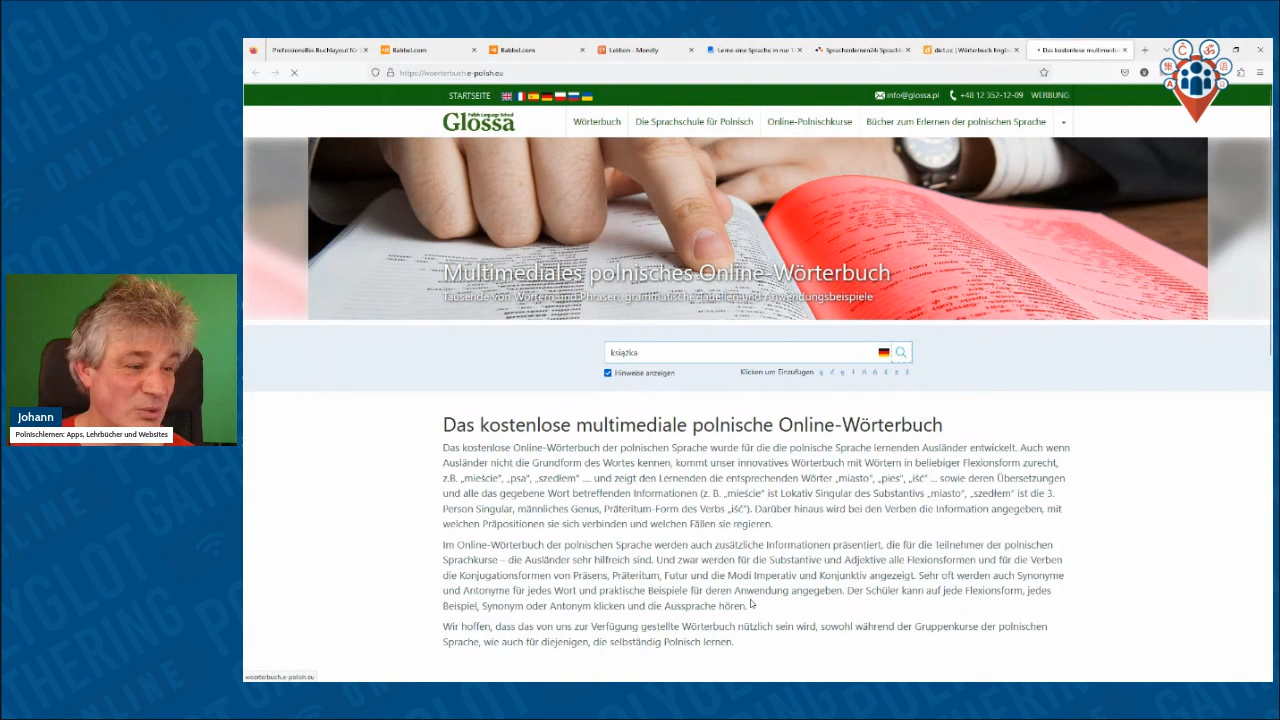 Professionelles Buchlayout für
Babbel.com
Babbel.com
Lektion - Mondly
Lerne eine Sprache in nur 1
Sprachenlernen24: Sprachk
dict.cc | Wörterbuch Englis
Das kostenlose multimedia
https://woerterbuch.e-polish.eu
STARTSEITE
info@glossa.pl
+48 12 352-12-09
WERBUNG
Polish Language School
Glossa
Wörterbuch
Die Sprachschule für Polnisch
Online-Polnischkurse
Bücher zum Erlernen der polnischen Sprache
Multimediales polnisches Online-Wörterbuch
Tausende von Wörtern und Phrasen, grammatische Tabellen und Anwendungsbeispiele
książka
Hinweise anzeigen
Klicken um Einzufügen ą ć ę ł ń ó ś ź ż
Das kostenlose multimediale polnische Online-Wörterbuch
Das kostenlose Online-Wörterbuch der polnischen Sprache wurde für die die polnische Sprache lernenden Ausländer entwickelt. Auch wenn
Ausländer nicht die Grundform des Wortes kennen, kommt unser innovatives Wörterbuch mit Wörtern in beliebiger Flexionsform zurecht,
z.B. „mieście", „psa", „szedłem" .... und zeigt den Lernenden die entsprechenden Wörter „miasto", „pies", „iść" ... sowie deren Übersetzungen
und alle das gegebene Wort betreffenden Informationen (z. B. „mieście" ist Lokativ Singular des Substantivs „miasto", „szedłem" ist die 3.
Person Singular, männliches Genus, Präteritum-Form des Verbs „iść"). Darüber hinaus wird bei den Verben die Information angegeben, mit
welchen Präpositionen sie sich verbinden und welchen Fällen sie regieren.
Im Online-Wörterbuch der polnischen Sprache werden auch zusätzliche Informationen präsentiert, die für die Teilnehmer der polnischen
Sprachkurse – die Ausländer sehr hilfreich sind. Und zwar werden für die Substantive und Adjektive alle Flexionsformen und für die Verben
die Konjugationsformen von Präsens, Präteritum, Futur und die Modi Imperativ und Konjunktiv angezeigt. Sehr oft werden auch Synonyme
und Antonyme für jedes Wort und praktische Beispiele für deren Anwendung angegeben. Der Schüler kann auf jede Flexionsform, jedes
Beispiel, Synonym oder Antonym klicken und die Aussprache hören.
Wir hoffen, dass das von uns zur Verfügung gestellte Wörterbuch nützlich sein wird, sowohl während der Gruppenkurse der polnischen
Sprache, wie auch für diejenigen, die selbständig Polnisch lernen.
woerterbuch.e-polish.eu
Johann
Polnischlernen: Apps, Lehrbücher und Websites